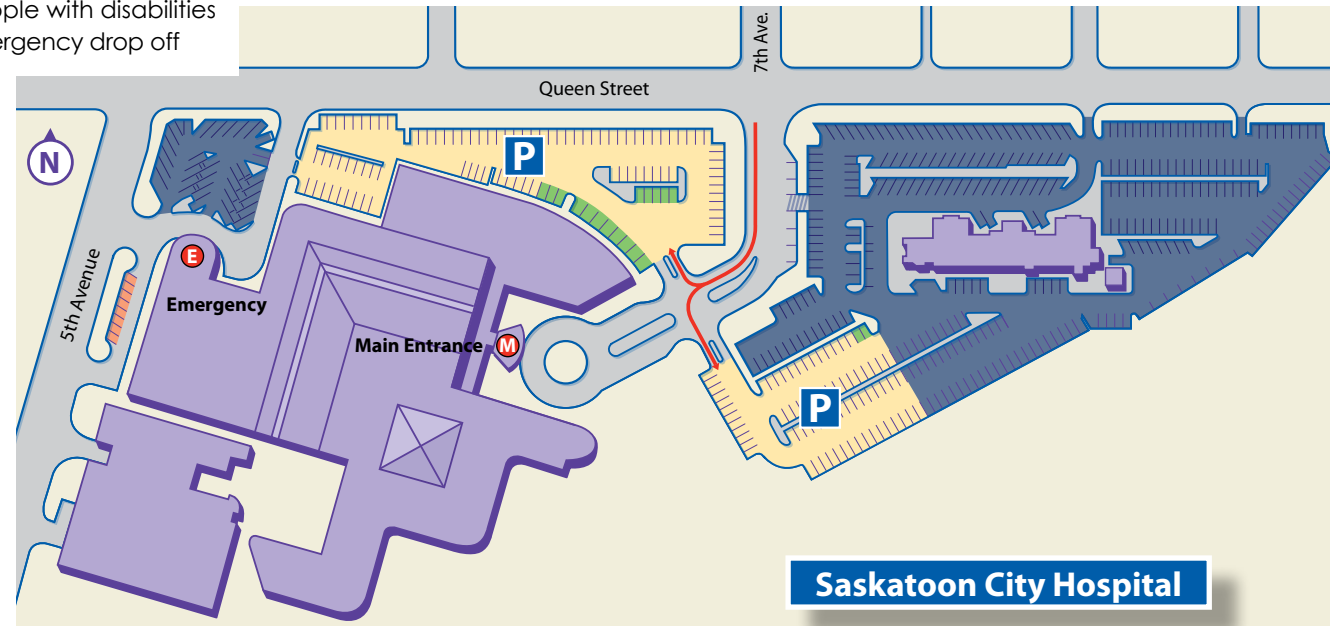 ople with disabilities
ergency drop off
7th Ave.
Queen Street
P
N
E
5th Avenue
Emergency
Main Entrance
M
P
Saskatoon City Hospital